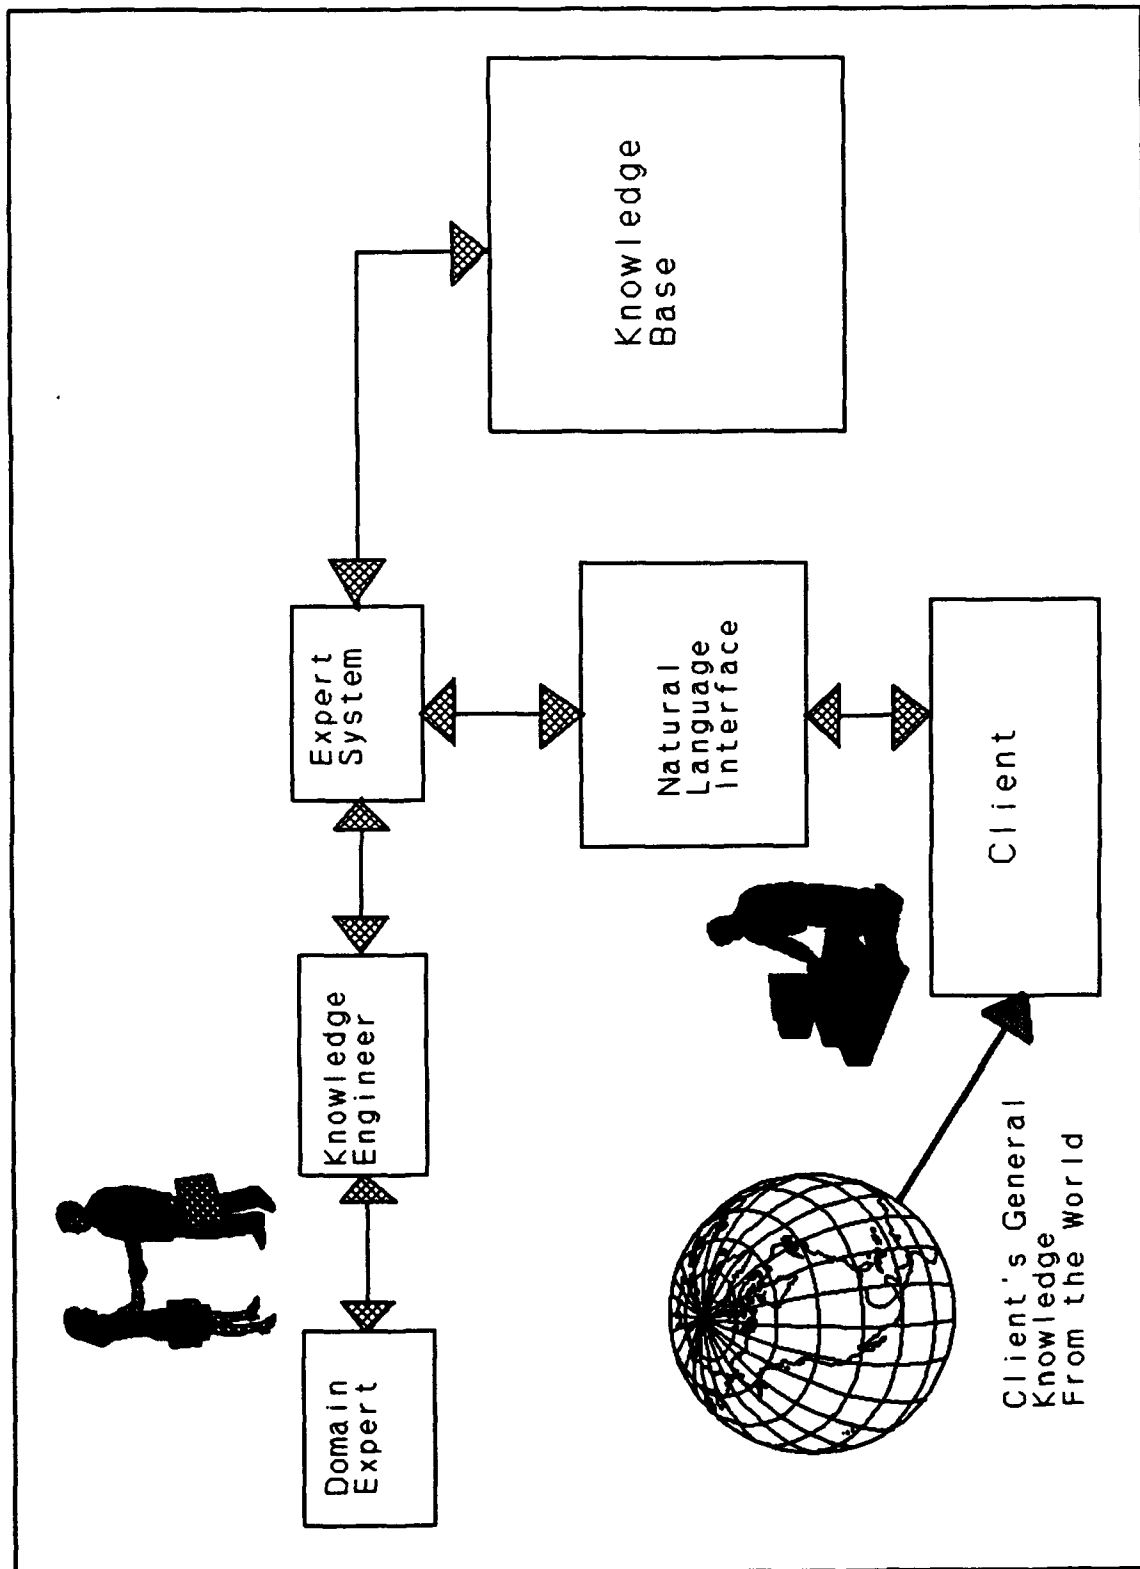 Domain
Expert
Knowledge
Engineer
Expert
System
Knowledge
Base
Natural
Language
Interface
Client
Client's General
Knowledge
From the World